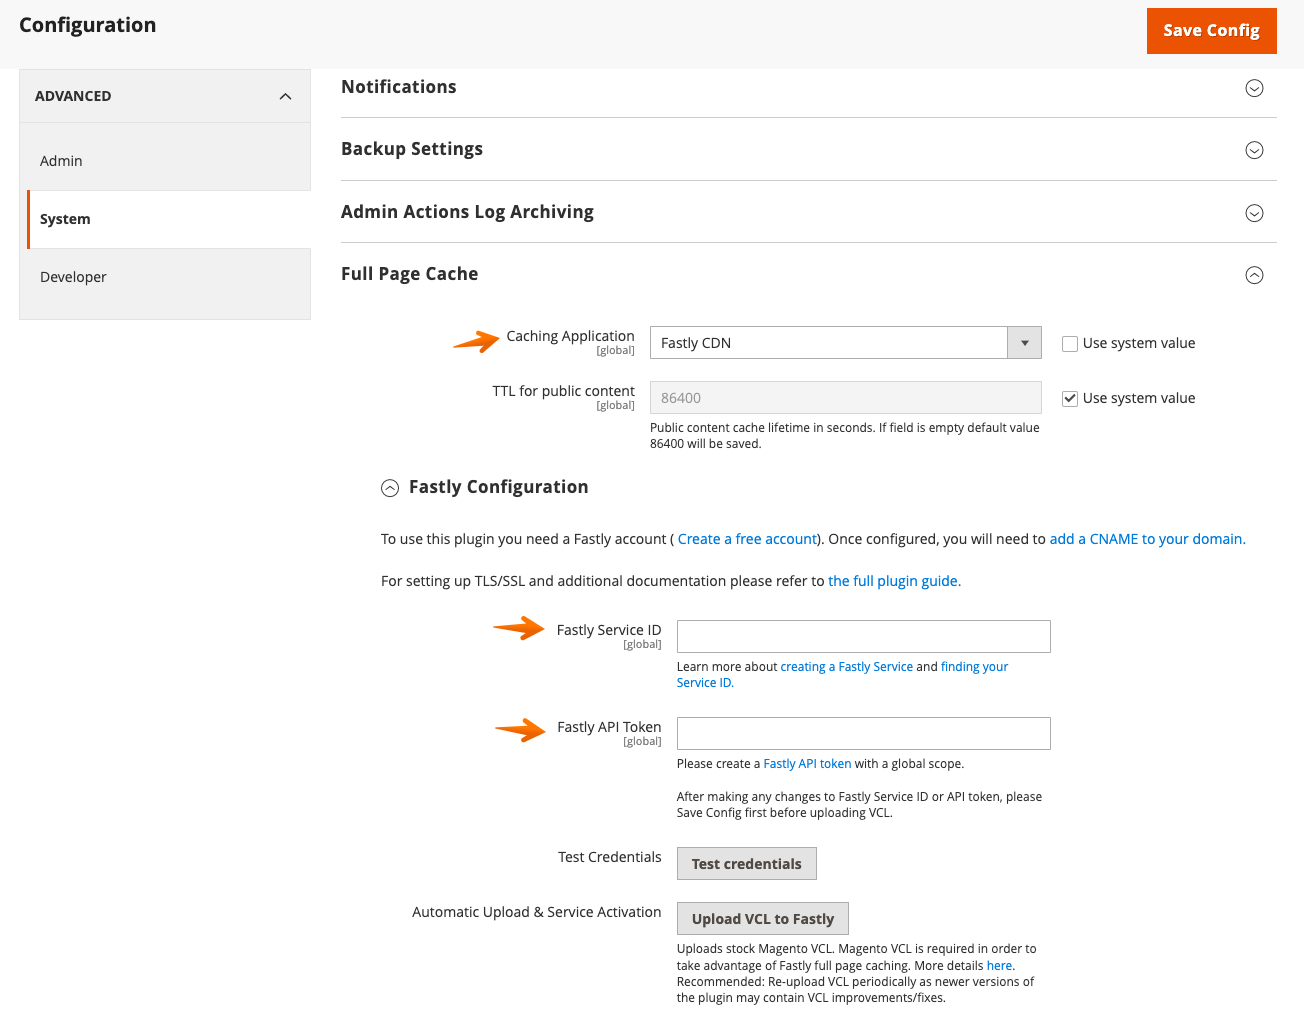 Configuration
Save Config
ADVANCED
Admin
System
Developer
Notifications
Backup Settings
Admin Actions Log Archiving
Full Page Cache
Caching Application
[global]
Fastly CDN
Use system value
TTL for public content
[global]
86400
Use system value
Public content cache lifetime in seconds. If field is empty default value
86400 will be saved.
Fastly Configuration
To use this plugin you need a Fastly account ( Create a free account). Once configured, you will need to add a CNAME to your domain.
For setting up TLS/SSL and additional documentation please refer to the full plugin guide.
Fastly Service ID
[global]
Learn more about creating a Fastly Service and finding your
Service ID.
Fastly API Token
[global]
Please create a Fastly API token with a global scope.
After making any changes to Fastly Service ID or API token, please
Save Config first before uploading VCL.
Test Credentials
Test credentials
Automatic Upload & Service Activation
Upload VCL to Fastly
Uploads stock Magento VCL. Magento VCL is required in order to
take advantage of Fastly full page caching. More details here.
Recommended: Re-upload VCL periodically as newer versions of
the plugin may contain VCL improvements/fixes.